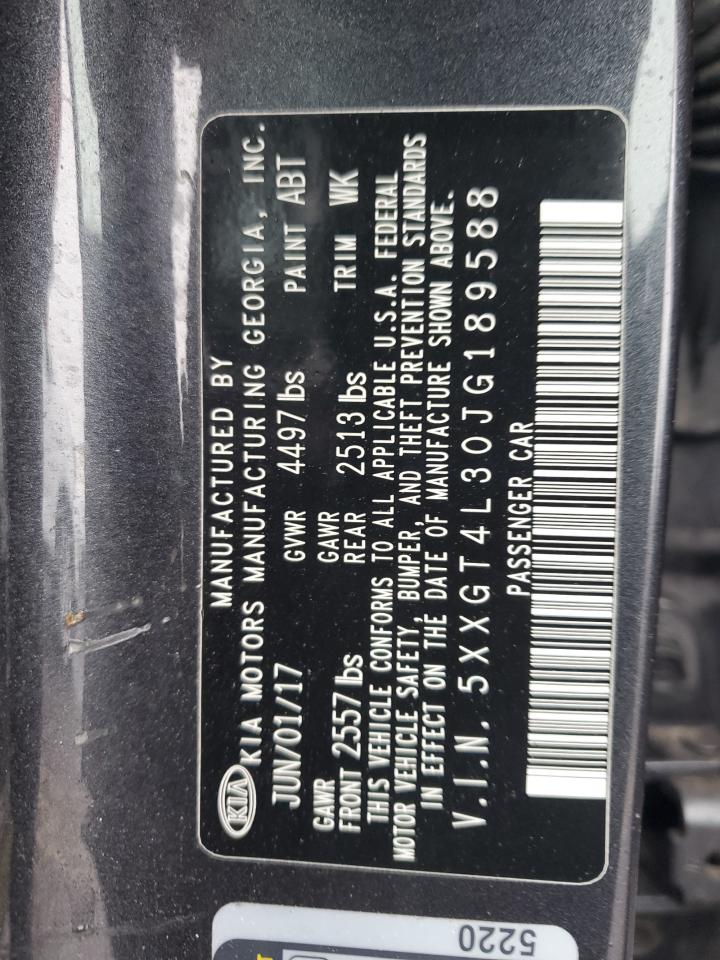 MANUFACTURED BY
KIA KIA MOTORS MANUFACTURING GEORGIA, INC.
JUN/01/17 GVWR 4497 lbs PAINT ABT
GAWR GAWR
FRONT 2557 lbs REAR 2513 lbs TRIM WK
THIS VEHICLE CONFORMS TO ALL APPLICABLE U.S.A. FEDERAL
MOTOR VEHICLE SAFETY, BUMPER, AND THEFT PREVENTION STANDARDS
IN EFFECT ON THE DATE OF MANUFACTURE SHOWN ABOVE.
V.I.N. 5XXGT4L30JG189588
PASSENGER CAR
5220